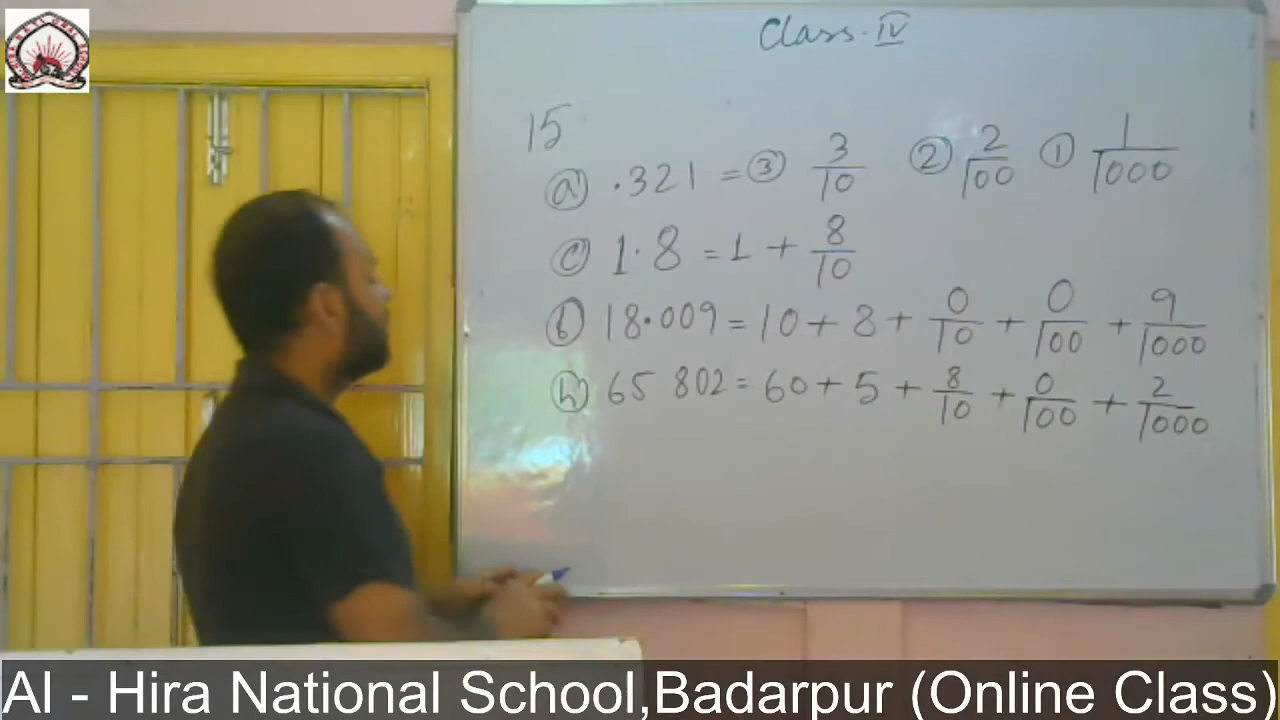 Class-IV
15
ⓐ .321 = ③ 3/10 ② 2/100 ① 1/1000
ⓒ 1.8 = 1 + 8/10
ⓑ 18.009 = 10 + 8 + 0/10 + 0/100 + 9/1000
ⓗ 65 802 = 60 + 5 + 8/10 + 0/100 + 2/1000
Al - Hira National School,Badarpur (Online Class)